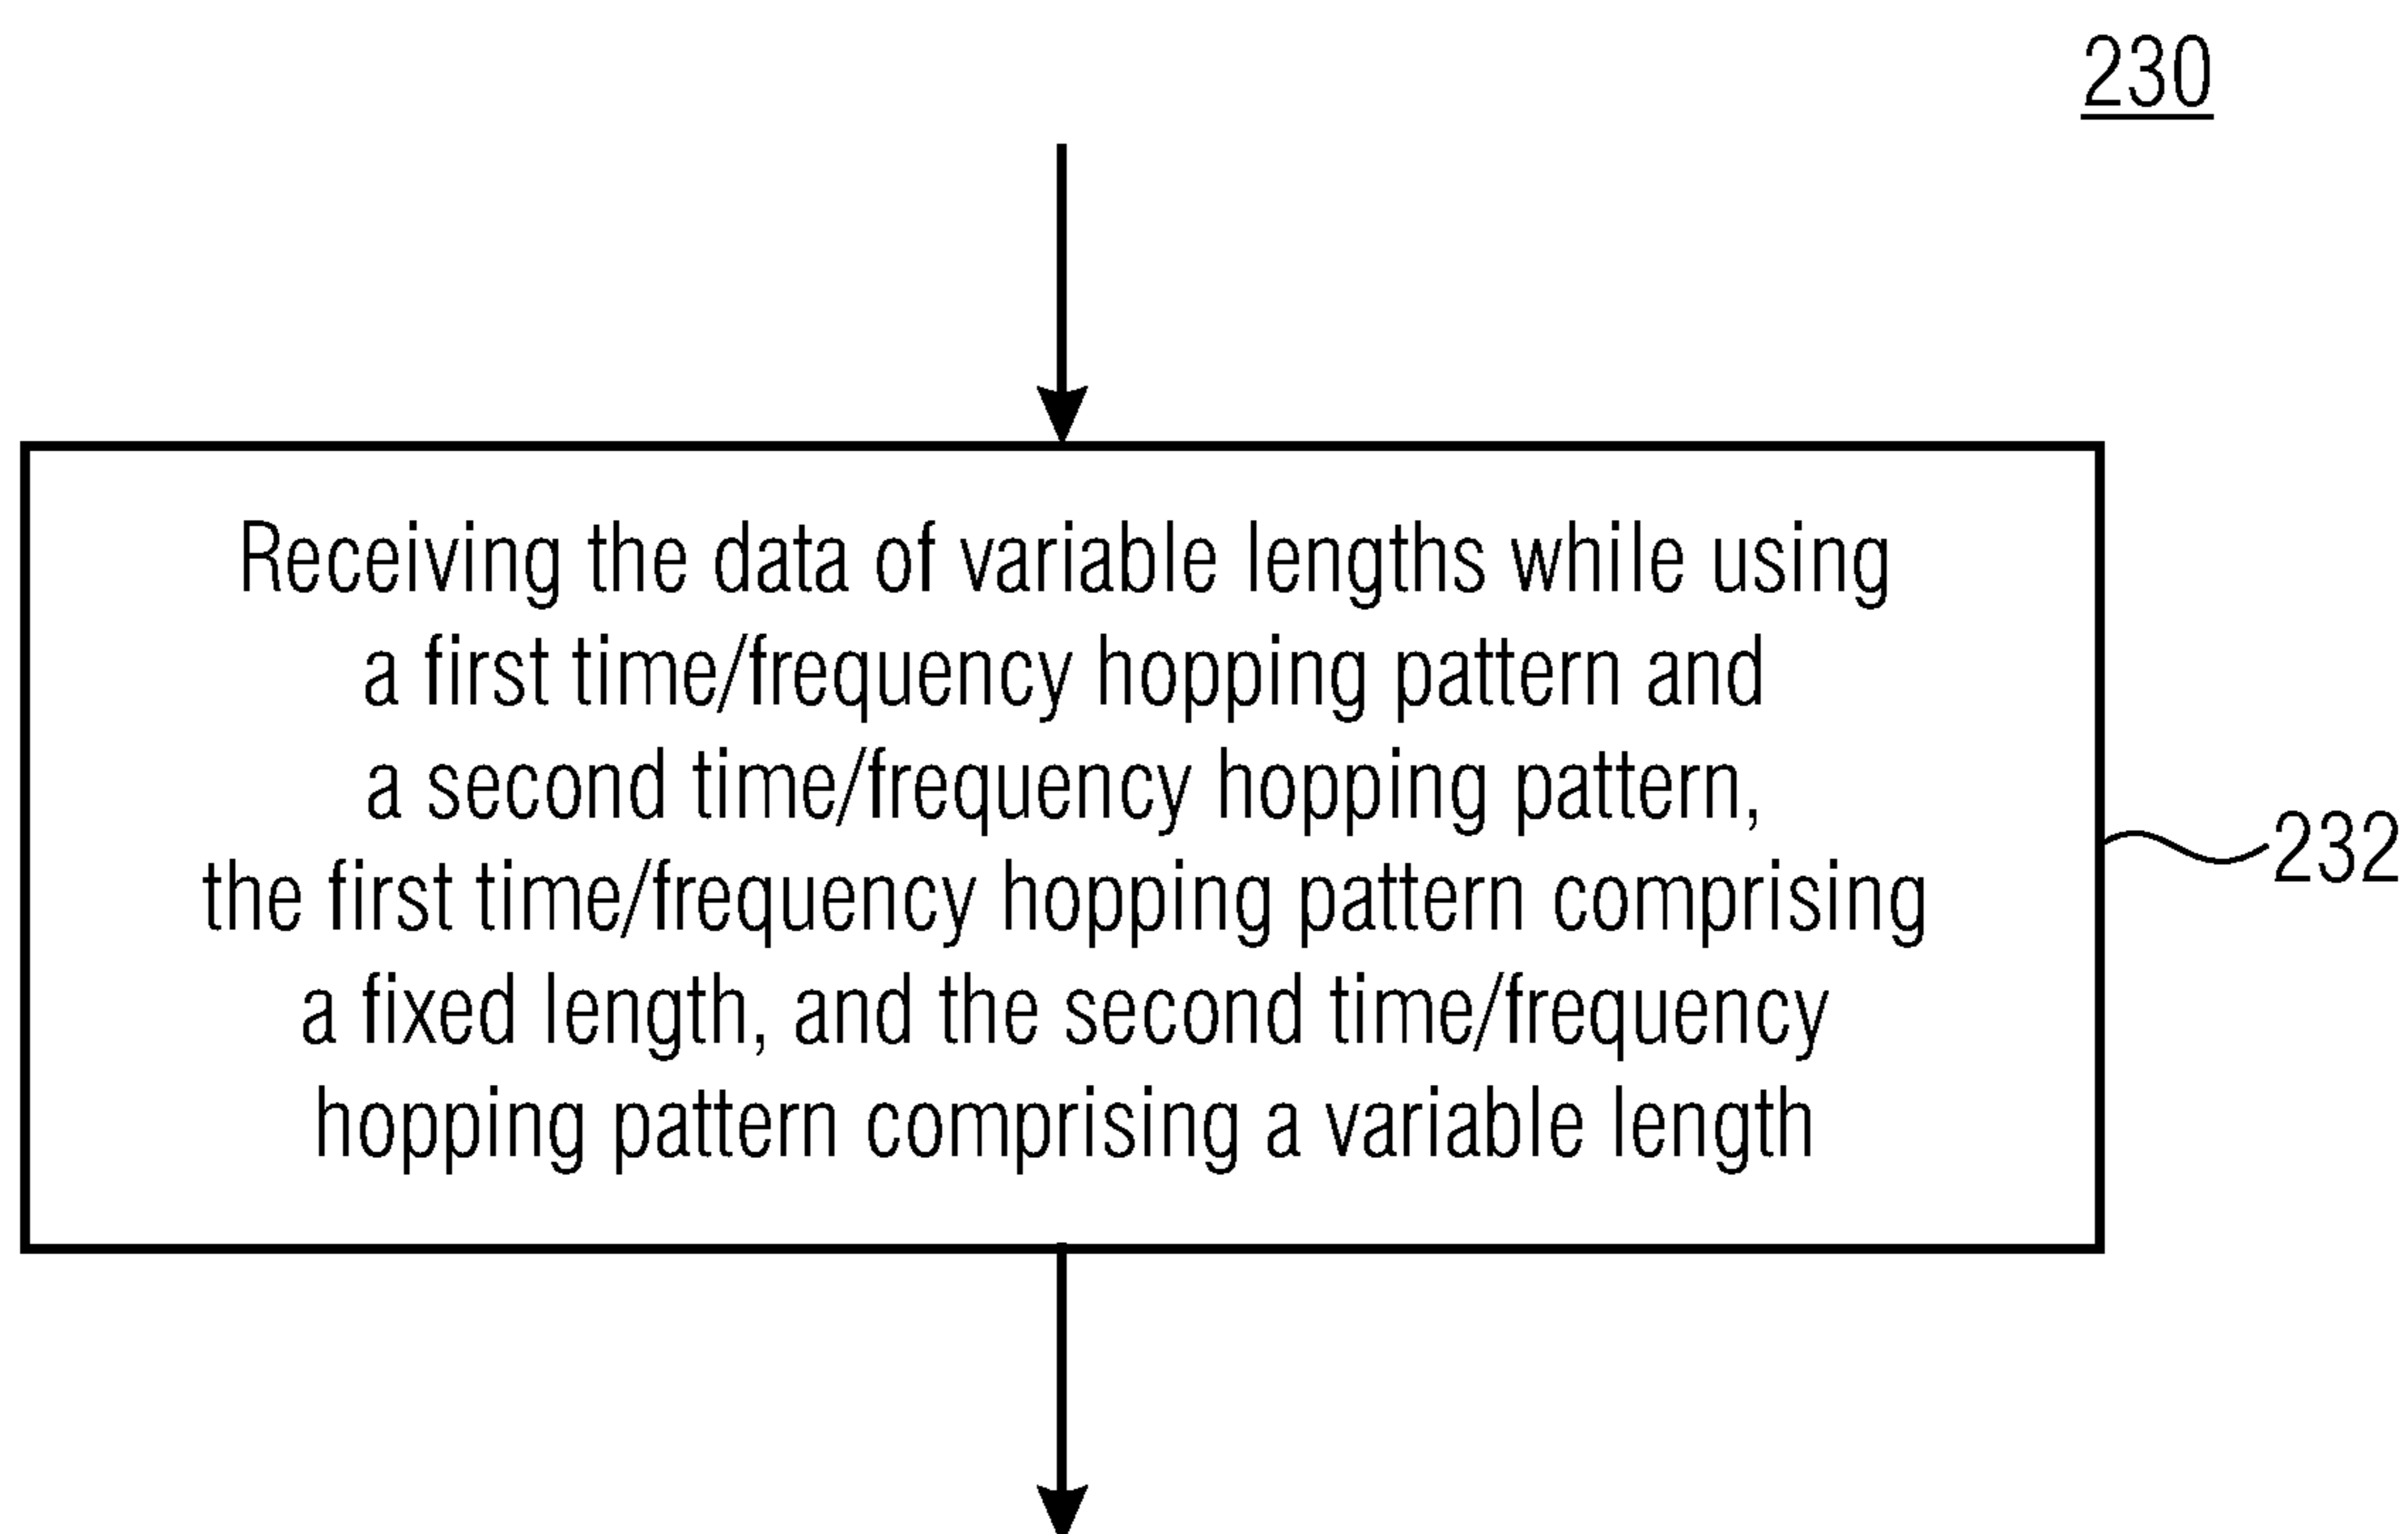 230
Receiving the data of variable lengths while using
a first time/frequency hopping pattern and
a second time/frequency hopping pattern,
the first time/frequency hopping pattern comprising
a fixed length, and the second time/frequency
hopping pattern comprising a variable length
232